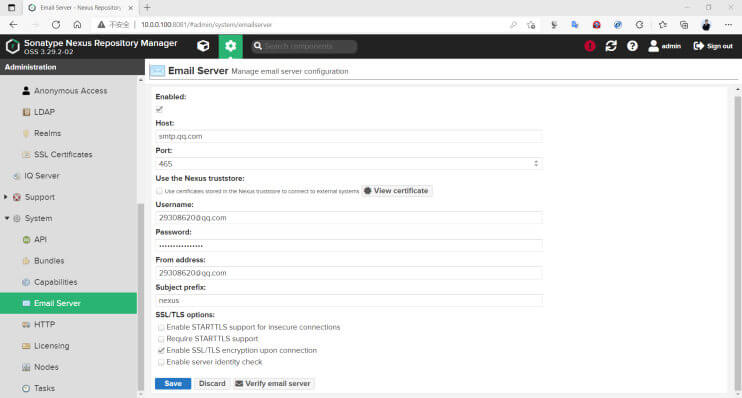 Email Server - Nexus Repository
不安全 | 10.0.0.100:8081/#admin/system/emailserver
Sonatype Nexus Repository Manager
OSS 3.29.2-02
Search components
admin
Sign out
Administration
Email Server Manage email server configuration
Anonymous Access
LDAP
Realms
SSL Certificates
IQ Server
Support
System
API
Bundles
Capabilities
Email Server
HTTP
Licensing
Nodes
Tasks
Enabled:
Host:
smtp.qq.com
Port:
465
Use the Nexus truststore:
Use certificates stored in the Nexus truststore to connect to external systems
View certificate
Username:
29308620@qq.com
Password:
••••••••••••••••
From address:
29308620@qq.com
Subject prefix:
nexus
SSL/TLS options:
Enable STARTTLS support for insecure connections
Require STARTTLS support
Enable SSL/TLS encryption upon connection
Enable server identity check
Save
Discard
Verify email server